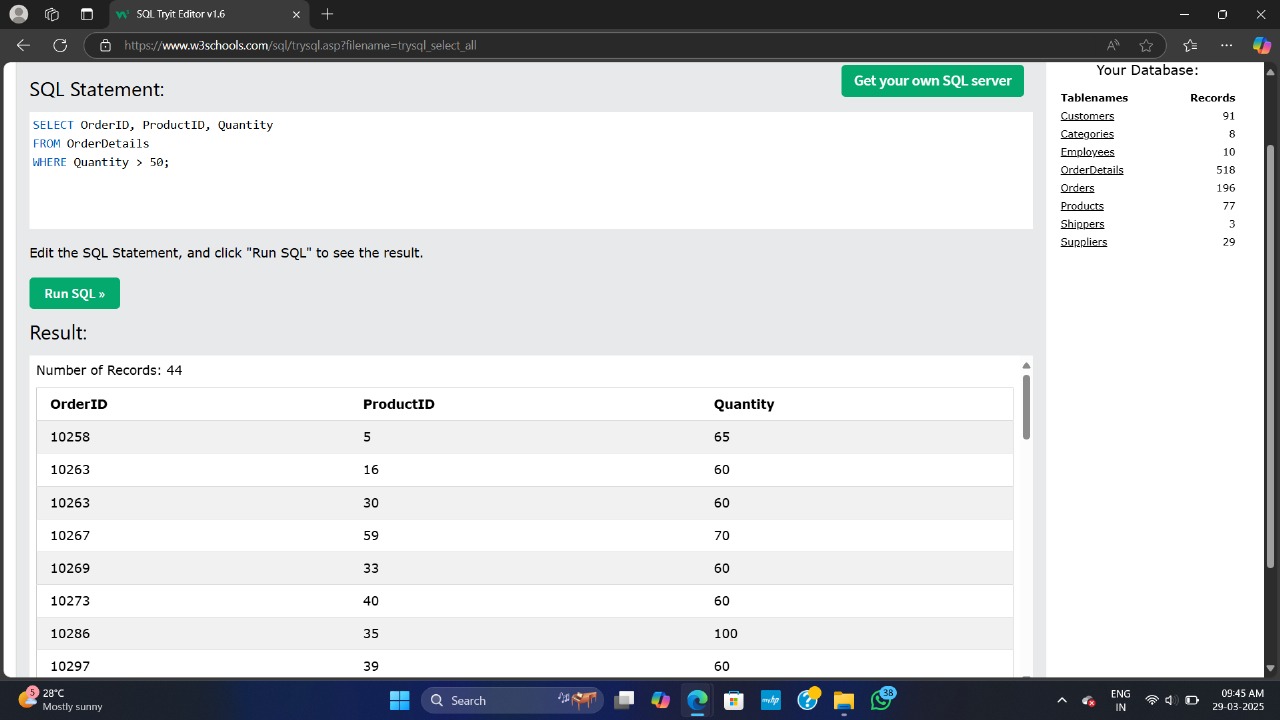 SQL Tryit Editor v1.6
https://www.w3schools.com/sql/trysql.asp?filename=trysql_select_all
SQL Statement:
Get your own SQL server
SELECT OrderID, ProductID, Quantity
FROM OrderDetails
WHERE Quantity > 50;
Edit the SQL Statement, and click "Run SQL" to see the result.
Run SQL »
Result:
Number of Records: 44
OrderID ProductID Quantity
10258 5 65
10263 16 60
10263 30 60
10267 59 70
10269 33 60
10273 40 60
10286 35 100
10297 39 60
Your Database:
Tablenames Records
Customers 91
Categories 8
Employees 10
OrderDetails 518
Orders 196
Products 77
Shippers 3
Suppliers 29
5
28°C
Mostly sunny
Search
myhp
38
ENG
IN
09:45 AM
29-03-2025